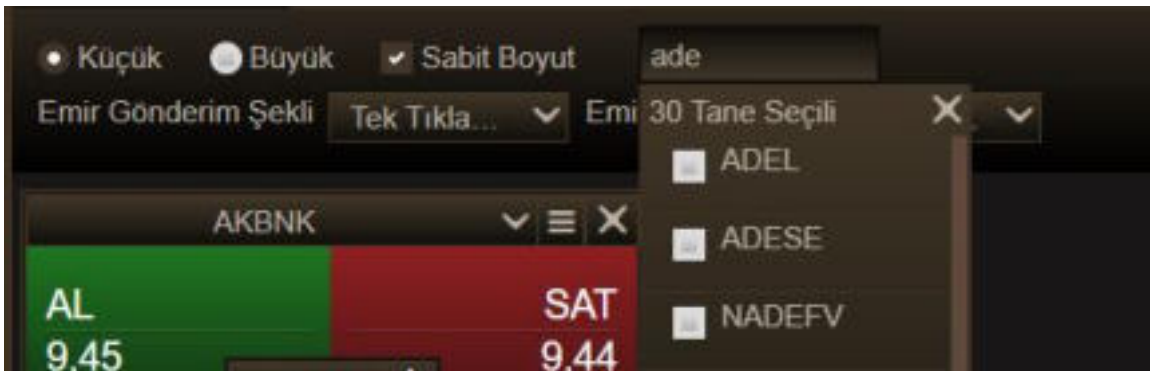 Küçük Büyük Sabit Boyut ade
Emir Gönderim Şekli Tek Tıkla... Emi 30 Tane Seçili
ADEL
AKBNK
ADESE
AL SAT
NADEFV
9,45 9,44